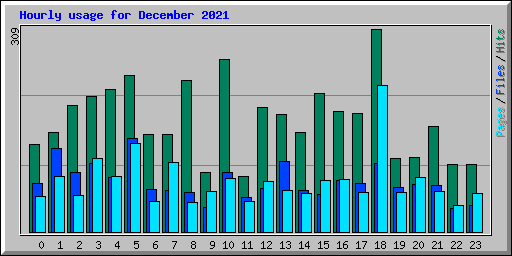 Hourly usage for December 2021
309
Pages/Files/Hits
0 1 2 3 4 5 6 7 8 9 10 11 12 13 14 15 16 17 18 19 20 21 22 23